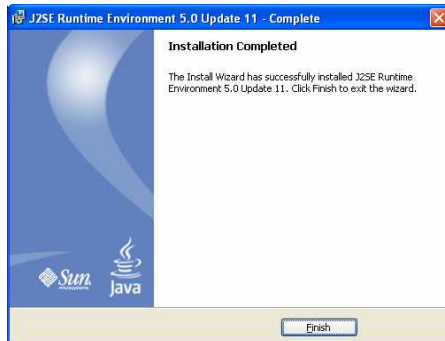 J2SE Runtime Environment 5.0 Update 11 - Complete
Installation Completed
The Install Wizard has successfully installed J2SE Runtime
Environment 5.0 Update 11. Click Finish to exit the wizard.
Sun
microsystems
Java
Finish